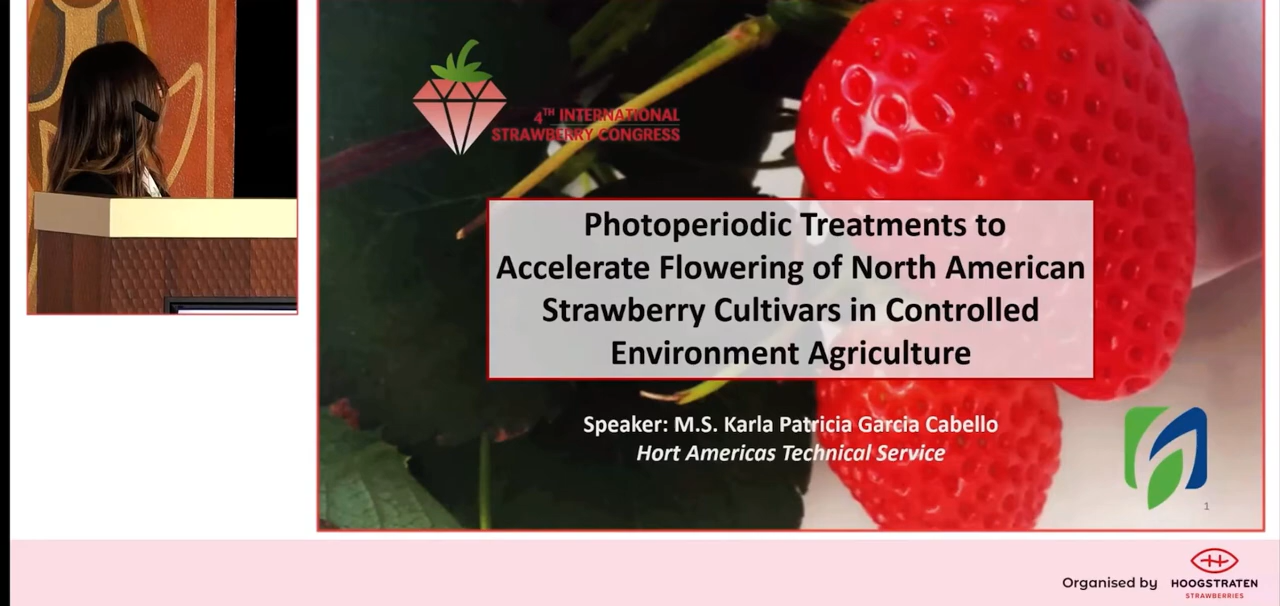 4TH INTERNATIONAL
STRAWBERRY CONGRESS
Photoperiodic Treatments to
Accelerate Flowering of North American
Strawberry Cultivars in Controlled
Environment Agriculture
Speaker: M.S. Karla Patricia Garcia Cabello
Hort Americas Technical Service
1
Organised by
HOOGSTRATEN
STRAWBERRIES